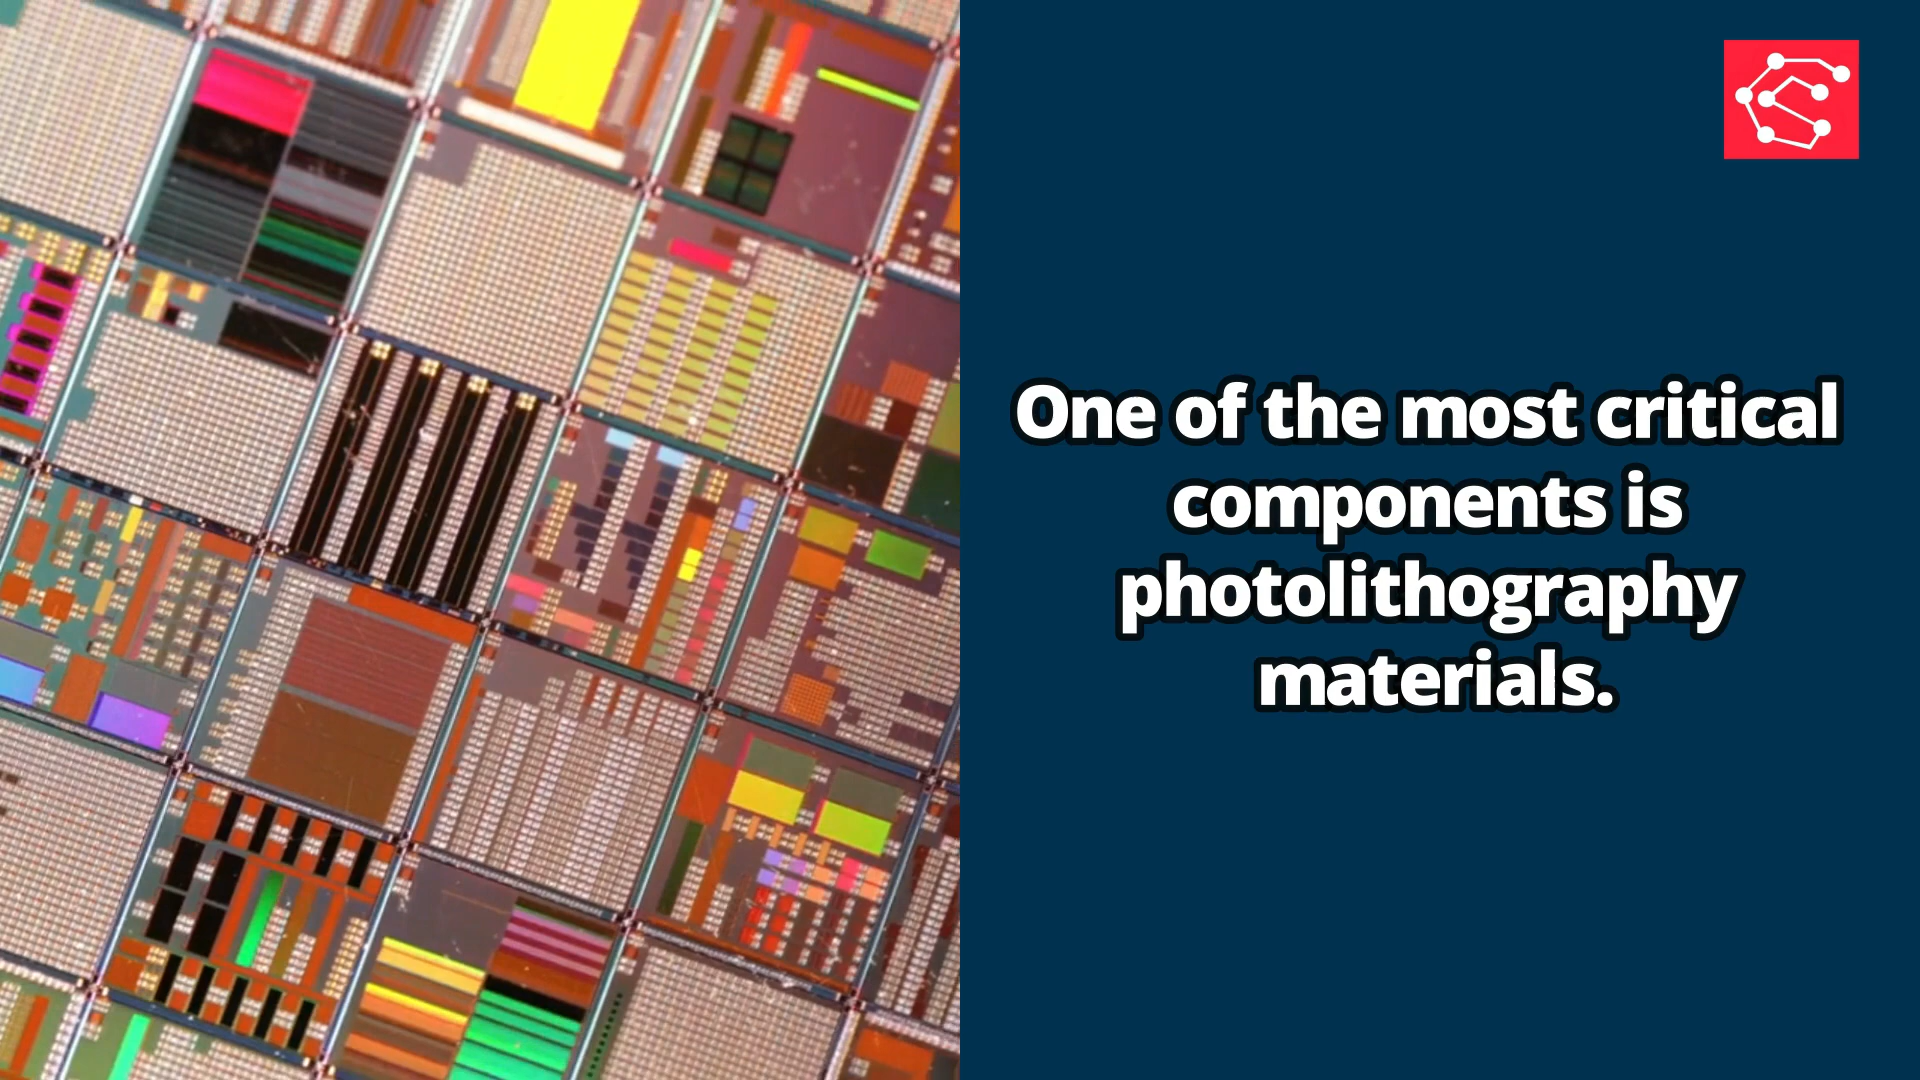 One of the most critical
components is
photolithography
materials.